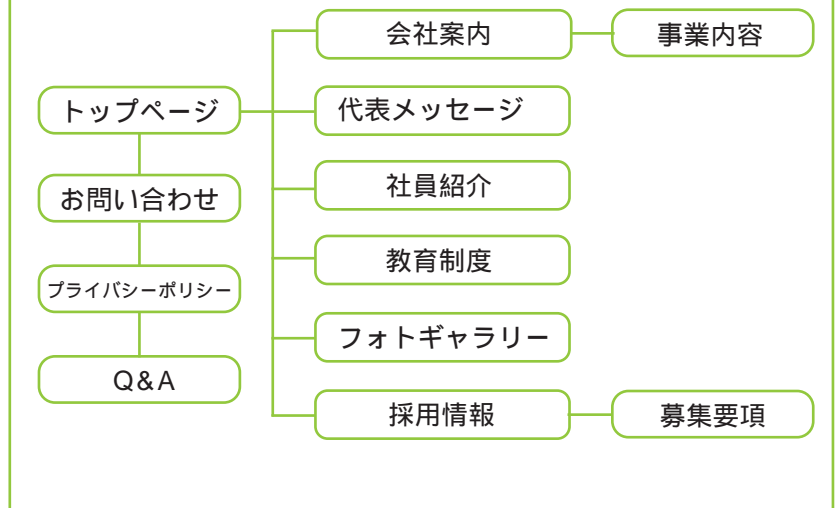 トップページ
お問い合わせ
プライバシーポリシー
Q&A
会社案内
事業内容
代表メッセージ
社員紹介
教育制度
フォトギャラリー
採用情報
募集要項